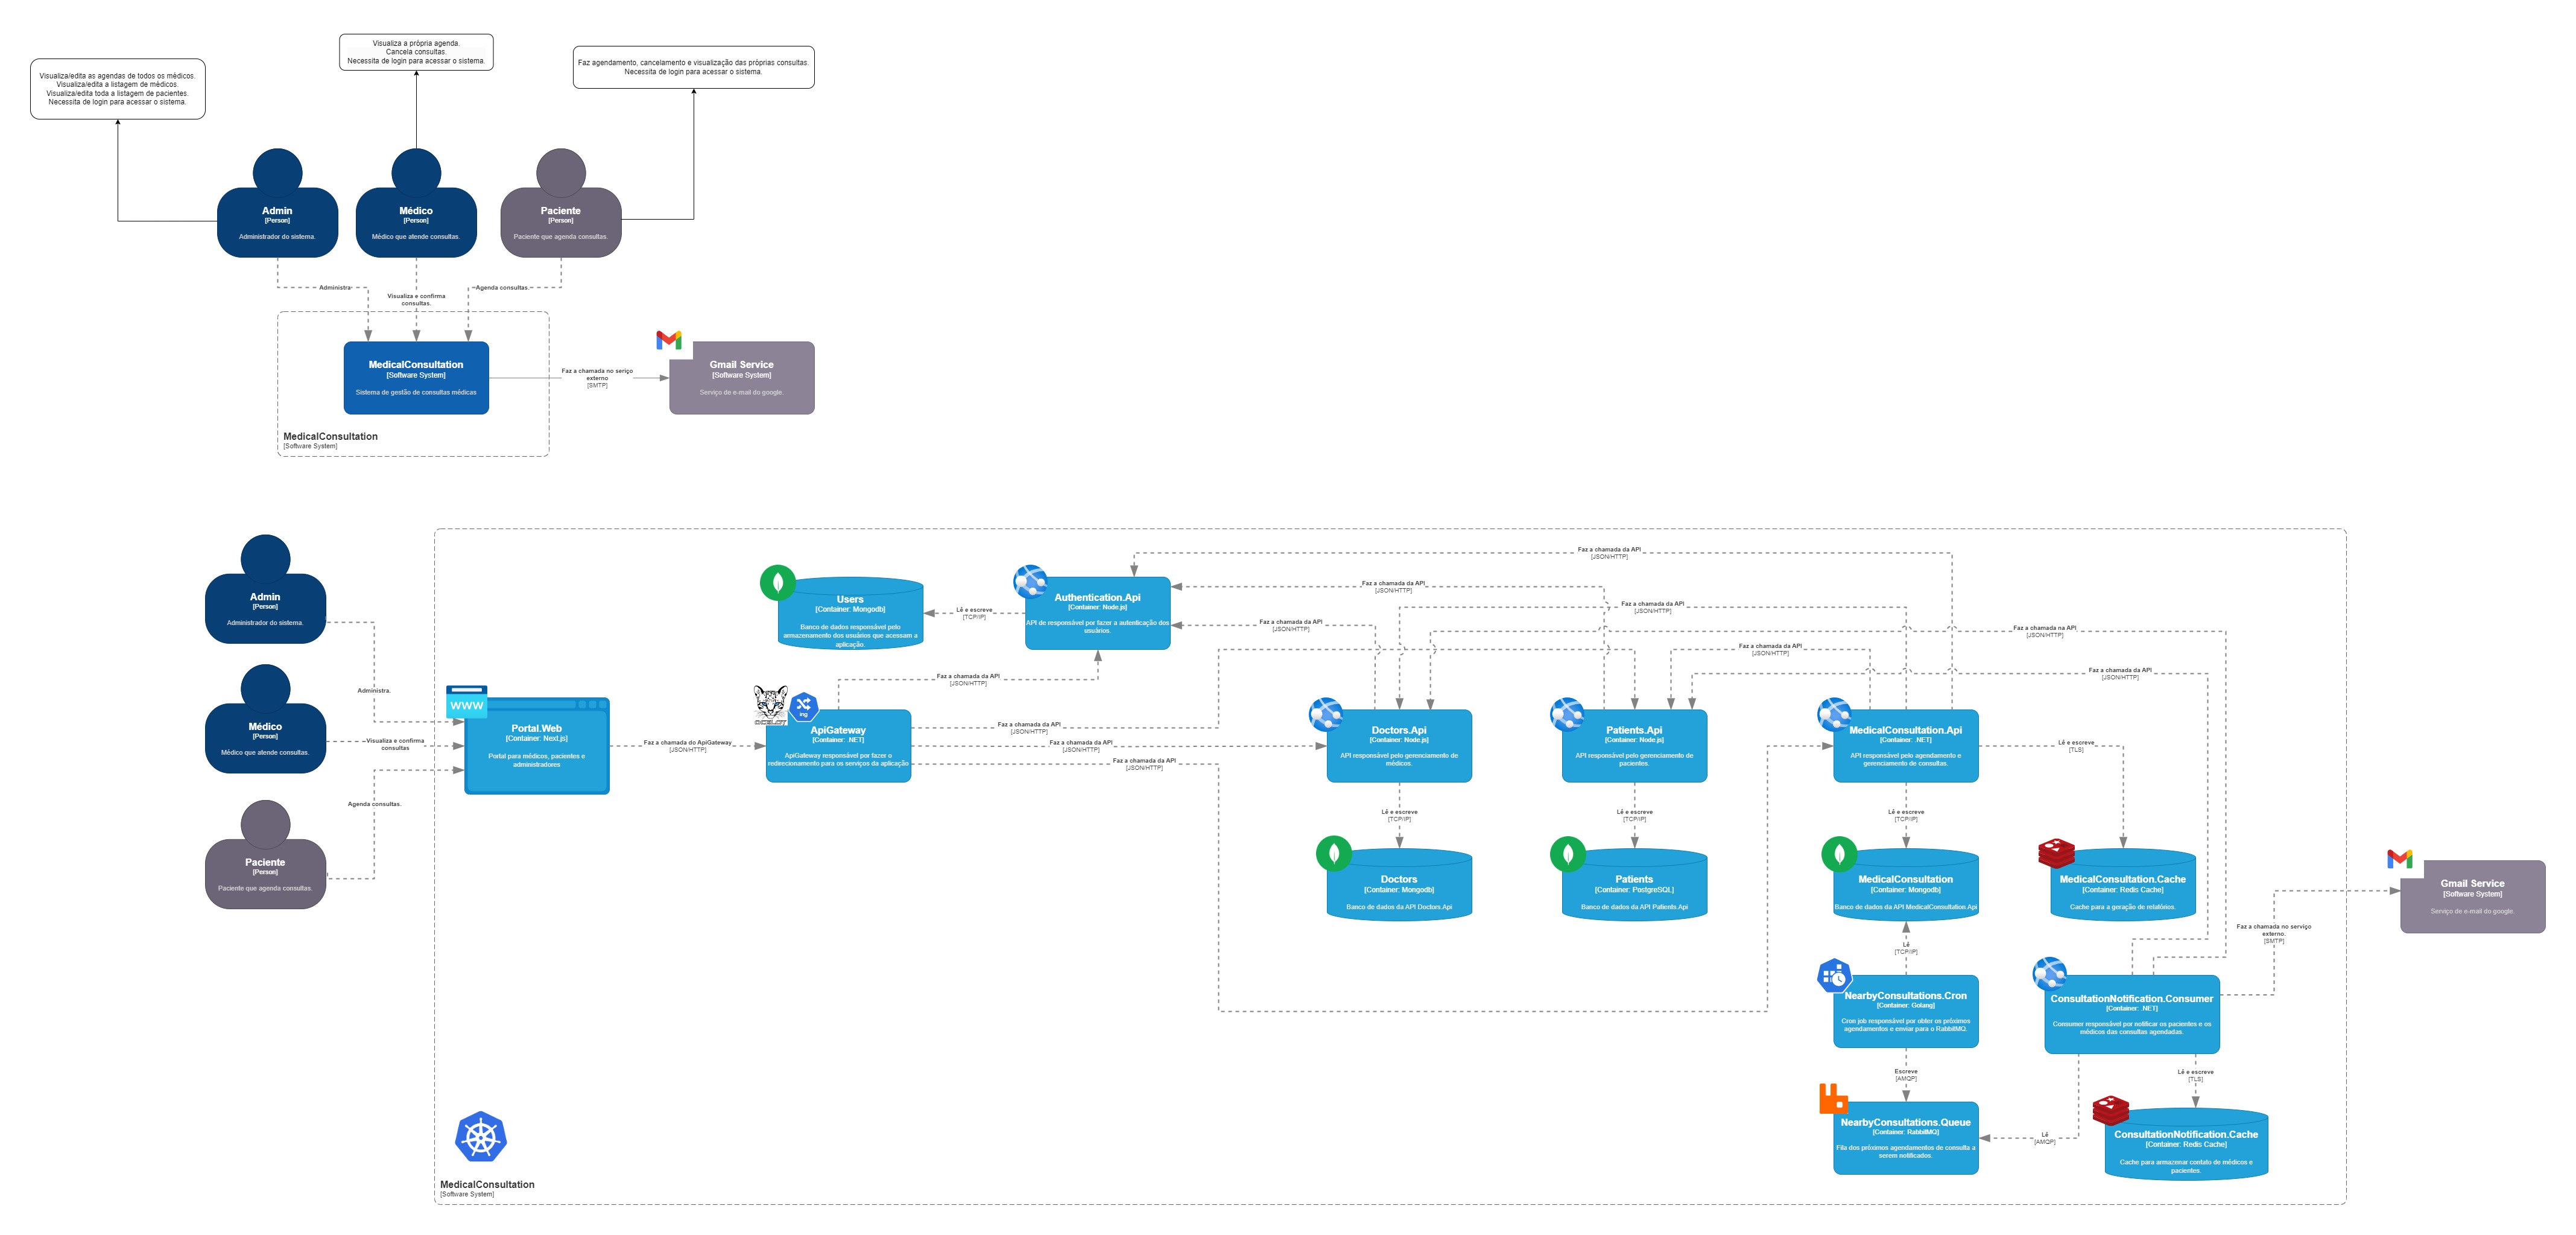 Visualiza a própria agenda.
Cancela consultas.
Necessita de login para acessar o sistema.
Faz agendamento, cancelamento e visualização das próprias consultas.
Necessita de login para acessar o sistema.
Visualiza/edita as agendas de todos os médicos.
Visualiza/edita a listagem de médicos.
Visualiza/edita toda a listagem de pacientes.
Necessita de login para acessar o sistema.
Admin
[Person]
Administrador do sistema.
Médico
[Person]
Médico que atende consultas.
Paciente
[Person]
Paciente que agenda consultas.
Administra
Visualiza e confirma
consultas.
Agenda consultas.
MedicalConsultation
[Software System]
Sistema de gestão de consultas médicas
Faz a chamada no seriço
externo
[SMTP]
Gmail Service
[Software System]
Serviço de e-mail do google.
MedicalConsultation
[Software System]
Admin
[Person]
Administrador do sistema.
Médico
[Person]
Médico que atende consultas.
Paciente
[Person]
Paciente que agenda consultas.
Administra.
Visualiza e confirma
consultas
Agenda consultas.
WWW
Portal.Web
[Container: Next.js]
Portal para médicos, pacientes e
administradores
Faz a chamada do ApiGateway
[JSON/HTTP]
OCELOT
ing
ApiGateway
[Container: .NET]
ApiGateway responsável por fazer o
redirecionamento para os serviços da aplicação
Users
[Container: Mongodb]
Banco de dados responsável pelo
armazenamento dos usuários que acessam a
aplicação.
Lê e escreve
[TCP/IP]
Authentication.Api
[Container: Node.js]
API de responsável por fazer a autenticação dos
usuários.
Faz a chamada da API
[JSON/HTTP]
Faz a chamada da API
[JSON/HTTP]
Faz a chamada da API
[JSON/HTTP]
Faz a chamada da API
[JSON/HTTP]
Faz a chamada da API
[JSON/HTTP]
Faz a chamada da API
[JSON/HTTP]
Faz a chamada da API
[JSON/HTTP]
Faz a chamada da API
[JSON/HTTP]
Faz a chamada na API
[JSON/HTTP]
Faz a chamada da API
[JSON/HTTP]
Faz a chamada da API
[JSON/HTTP]
Doctors.Api
[Container: Node.js]
API responsável pelo gerenciamento de
médicos.
Patients.Api
[Container: Node.js]
API responsável pelo gerenciamento de
pacientes.
MedicalConsultation.Api
[Container: .NET]
API responsável pelo agendamento e
gerenciamento de consultas.
Lê e escreve
[TLS]
Lê e escreve
[TCP/IP]
Lê e escreve
[TCP/IP]
Lê e escreve
[TCP/IP]
Doctors
[Container: Mongodb]
Banco de dados da API Doctors.Api
Patients
[Container: PostgreSQL]
Banco de dados da API Patients.Api
MedicalConsultation
[Container: Mongodb]
Banco de dados da API MedicalConsultation.Api
MedicalConsultation.Cache
[Container: Redis Cache]
Cache para a geração de relatórios.
Gmail Service
[Software System]
Serviço de e-mail do google.
Faz a chamada no serviço
externo.
[SMTP]
Lê
[TCP/IP]
NearbyConsultations.Cron
[Container: Golang]
Cron job responsável por obter os próximos
agendamentos e enviar para o RabbitMQ.
ConsultationNotification.Consumer
[Container: .NET]
Consumer responsável por notificar os pacientes e os
médicos das consultas agendadas.
Escreve
[AMQP]
Lê e escreve
[TLS]
NearbyConsultations.Queue
[Container: RabbitMQ]
Fila dos próximos agendamentos de consulta a
serem notificados.
Lê
[AMQP]
ConsultationNotification.Cache
[Container: Redis Cache]
Cache para armazenar contato de médicos e
pacientes.
MedicalConsultation
[Software System]